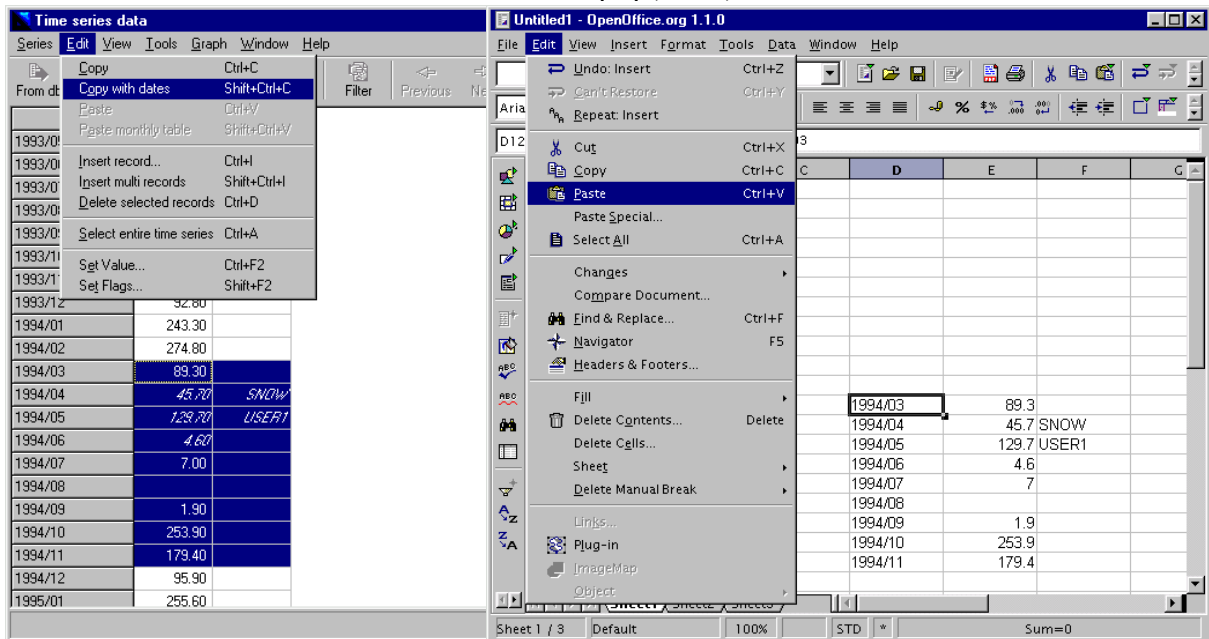 Time series data
Series Edit View Tools Graph Window Help
From db Filter Previous Ne
Copy Ctrl+C
Copy with dates Shift+Ctrl+C
Paste Ctrl+V
Paste monthly table Shift+Ctrl+V
Insert record... Ctrl+I
Insert multi records Shift+Ctrl+I
Delete selected records Ctrl+D
Select entire time series Ctrl+A
Set Value... Ctrl+F2
Set Flags... Shift+F2
1993/12 92.80
1994/01 243.30
1994/02 274.80
1994/03 89.30
1994/04 45.70 SNOW
1994/05 129.70 USER1
1994/06 4.60
1994/07 7.00
1994/08
1994/09 1.90
1994/10 253.90
1994/11 179.40
1994/12 95.90
1995/01 255.60
Untitled1 - OpenOffice.org 1.1.0
File Edit View Insert Format Tools Data Window Help
Aria
D12
Undo: Insert Ctrl+Z
Can't Restore Ctrl+Y
Repeat: Insert
Cut Ctrl+X
Copy Ctrl+C
Paste Ctrl+V
Paste Special...
Select All Ctrl+A
Changes
Compare Document...
Find & Replace... Ctrl+F
Navigator F5
Headers & Footers...
Fill
Delete Contents... Delete
Delete Cells...
Sheet
Delete Manual Break
Links...
Plug-in
ImageMap
Object
C D E F G
1994/03 89.3
1994/04 45.7 SNOW
1994/05 129.7 USER1
1994/06 4.6
1994/07 7
1994/08
1994/09 1.9
1994/10 253.9
1994/11 179.4
Sheet 1 / 3 Default 100% STD * Sum=0